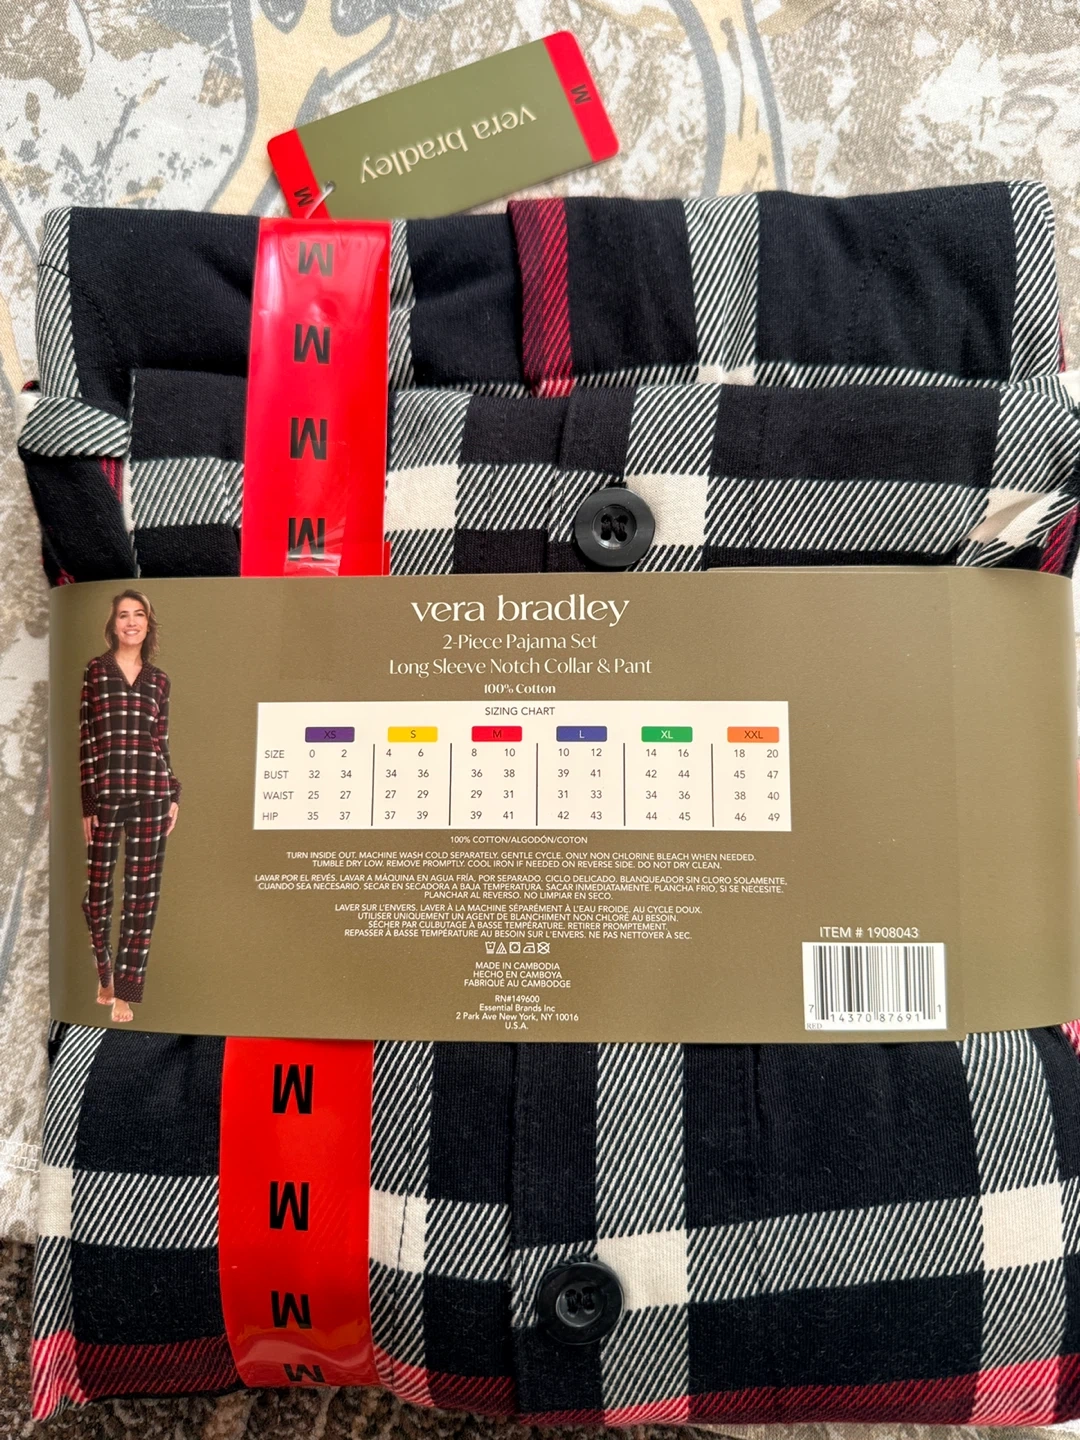 M
vera bradley
M
M
M
M
M
vera bradley
2-Piece Pajama Set
Long Sleeve Notch Collar & Pant
100% Cotton
SIZING CHART
XS S M L XL XXL
SIZE 0 2 4 6 8 10 10 12 14 16 18 20
BUST 32 34 34 36 36 38 39 41 42 44 45 47
WAIST 25 27 27 29 29 31 31 33 34 36 38 40
HIP 35 37 37 39 39 41 42 43 44 45 46 49
100% COTTON/ALGODÓN/COTON
TURN INSIDE OUT. MACHINE WASH COLD SEPARATELY. GENTLE CYCLE. ONLY NON CHLORINE BLEACH WHEN NEEDED.
TUMBLE DRY LOW. REMOVE PROMPTLY. COOL IRON IF NEEDED ON REVERSE SIDE. DO NOT DRY CLEAN.
LAVAR POR EL REVÉS. LAVAR A MÁQUINA EN AGUA FRÍA, POR SEPARADO. CICLO DELICADO. BLANQUEADOR SIN CLORO SOLAMENTE,
CUANDO SEA NECESARIO. SECAR EN SECADORA A BAJA TEMPERATURA. SACAR INMEDIATAMENTE. PLANCHA FRIO, SI SE NECESITE.
PLANCHAR AL REVERSO. NO LIMPIAR EN SECO.
LAVER SUR L'ENVERS. LAVER À LA MACHINE SÉPARÉMENT À L'EAU FROIDE. AU CYCLE DOUX.
UTILISER UNIQUEMENT UN AGENT DE BLANCHIMENT NON CHLORÉ AU BESOIN.
SÉCHER PAR CULBUTAGE À BASSE TEMPÉRATURE. RETIRER PROMPTEMENT.
REPASSER À BASSE TEMPÉRATURE AU BESOIN SUR L'ENVERS. NE PAS NETTOYER À SEC.
MADE IN CAMBODIA
HECHO EN CAMBOYA
FABRIQUÉ AU CAMBODGE
RN#149600
Essential Brands Inc
2 Park Ave New York, NY 10016
U.S.A.
ITEM # 1908043
7 14370 87691 1
RED
M
M
M
M